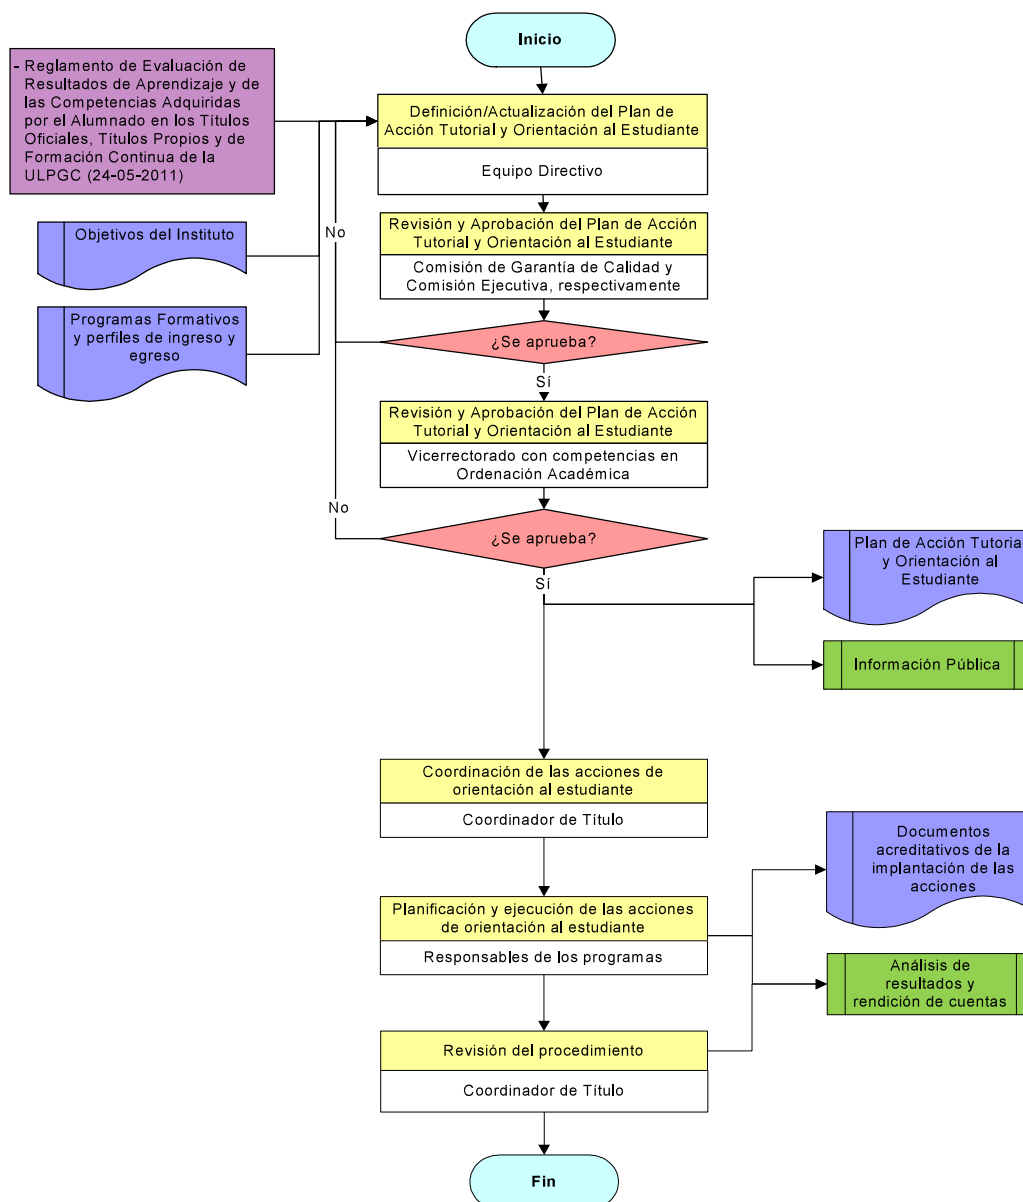 Inicio
- Reglamento de Evaluación de
Resultados de Aprendizaje y de
las Competencias Adquiridas
por el Alumnado en los Títulos
Oficiales, Títulos Propios y de
Formación Continua de la
ULPGC (24-05-2011)
Definición/Actualización del Plan de
Acción Tutorial y Orientación al Estudiante
Equipo Directivo
Objetivos del Instituto
No
Revisión y Aprobación del Plan de Acción
Tutorial y Orientación al Estudiante
Comisión de Garantía de Calidad y
Comisión Ejecutiva, respectivamente
Programas Formativos
y perfiles de ingreso y
egreso
¿Se aprueba?
Sí
Revisión y Aprobación del Plan de Acción
Tutorial y Orientación al Estudiante
Vicerrectorado con competencias en
Ordenación Académica
No
¿Se aprueba?
Sí
Plan de Acción Tutorial
y Orientación al
Estudiante
Información Pública
Coordinación de las acciones de
orientación al estudiante
Coordinador de Título
Documentos
acreditativos de la
implantación de las
acciones
Planificación y ejecución de las acciones
de orientación al estudiante
Responsables de los programas
Análisis de
resultados y
rendición de cuentas
Revisión del procedimiento
Coordinador de Título
Fin